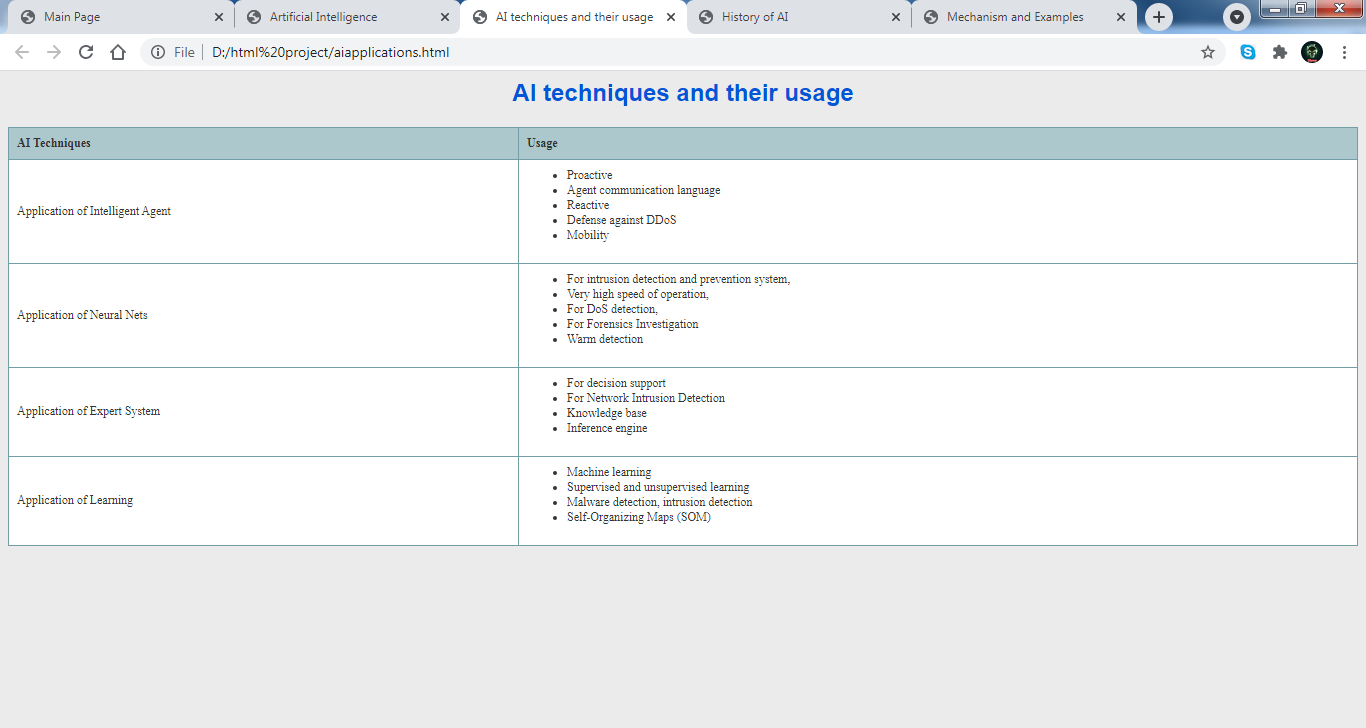 Main Page
Artificial Intelligence
AI techniques and their usage
History of AI
Mechanism and Examples
File
D:/html%20project/aiapplications.html
AI techniques and their usage
AI Techniques
Usage
Application of Intelligent Agent
Proactive
Agent communication language
Reactive
Defense against DDoS
Mobility
Application of Neural Nets
For intrusion detection and prevention system,
Very high speed of operation,
For DoS detection,
For Forensics Investigation
Warm detection
Application of Expert System
For decision support
For Network Intrusion Detection
Knowledge base
Inference engine
Application of Learning
Machine learning
Supervised and unsupervised learning
Malware detection, intrusion detection
Self-Organizing Maps (SOM)